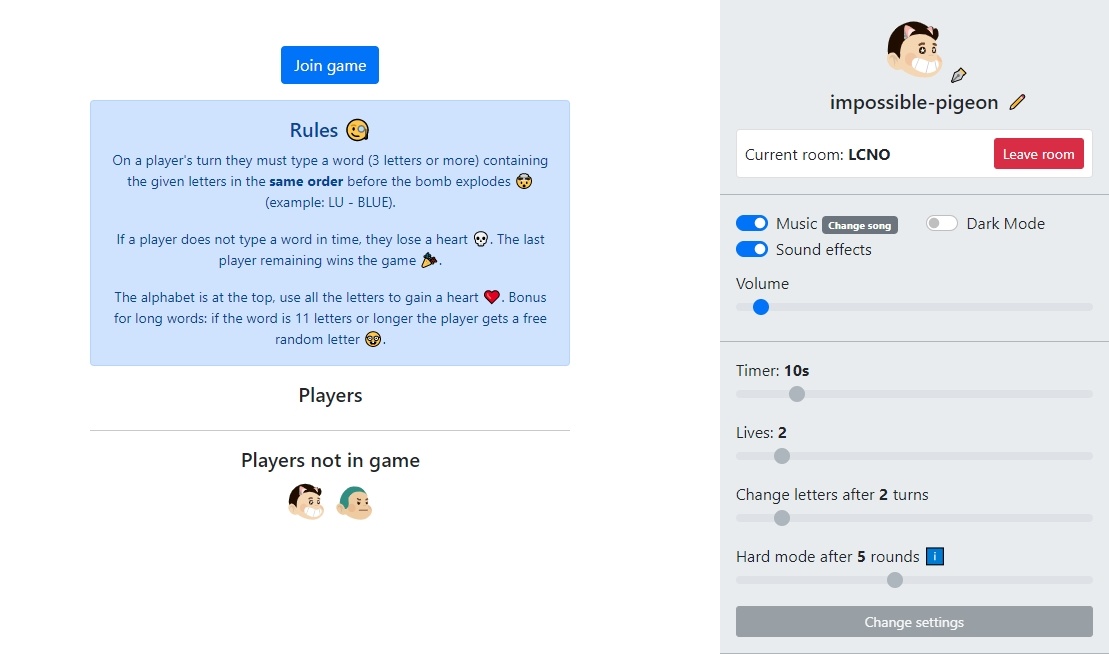 Join game
Rules
On a player's turn they must type a word (3 letters or more) containing
the given letters in the same order before the bomb explodes
(example: LU - BLUE).
If a player does not type a word in time, they lose a heart . The last
player remaining wins the game .
The alphabet is at the top, use all the letters to gain a heart . Bonus
for long words: if the word is 11 letters or longer the player gets a free
random letter .
Players
Players not in game
impossible-pigeon
Current room: LCNO
Leave room
Music Change song
Dark Mode
Sound effects
Volume
Timer: 10s
Lives: 2
Change letters after 2 turns
Hard mode after 5 rounds i
Change settings